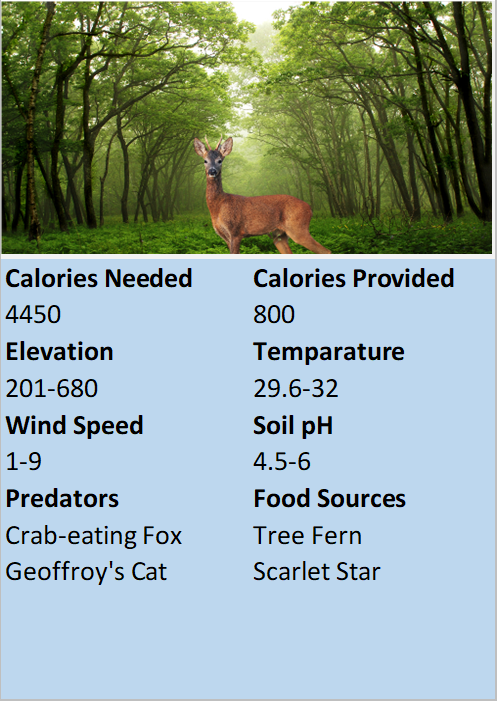 Calories Needed Calories Provided
4450 800
Elevation Temparature
201-680 29.6-32
Wind Speed Soil pH
1-9 4.5-6
Predators Food Sources
Crab-eating Fox Tree Fern
Geoffroy's Cat Scarlet Star